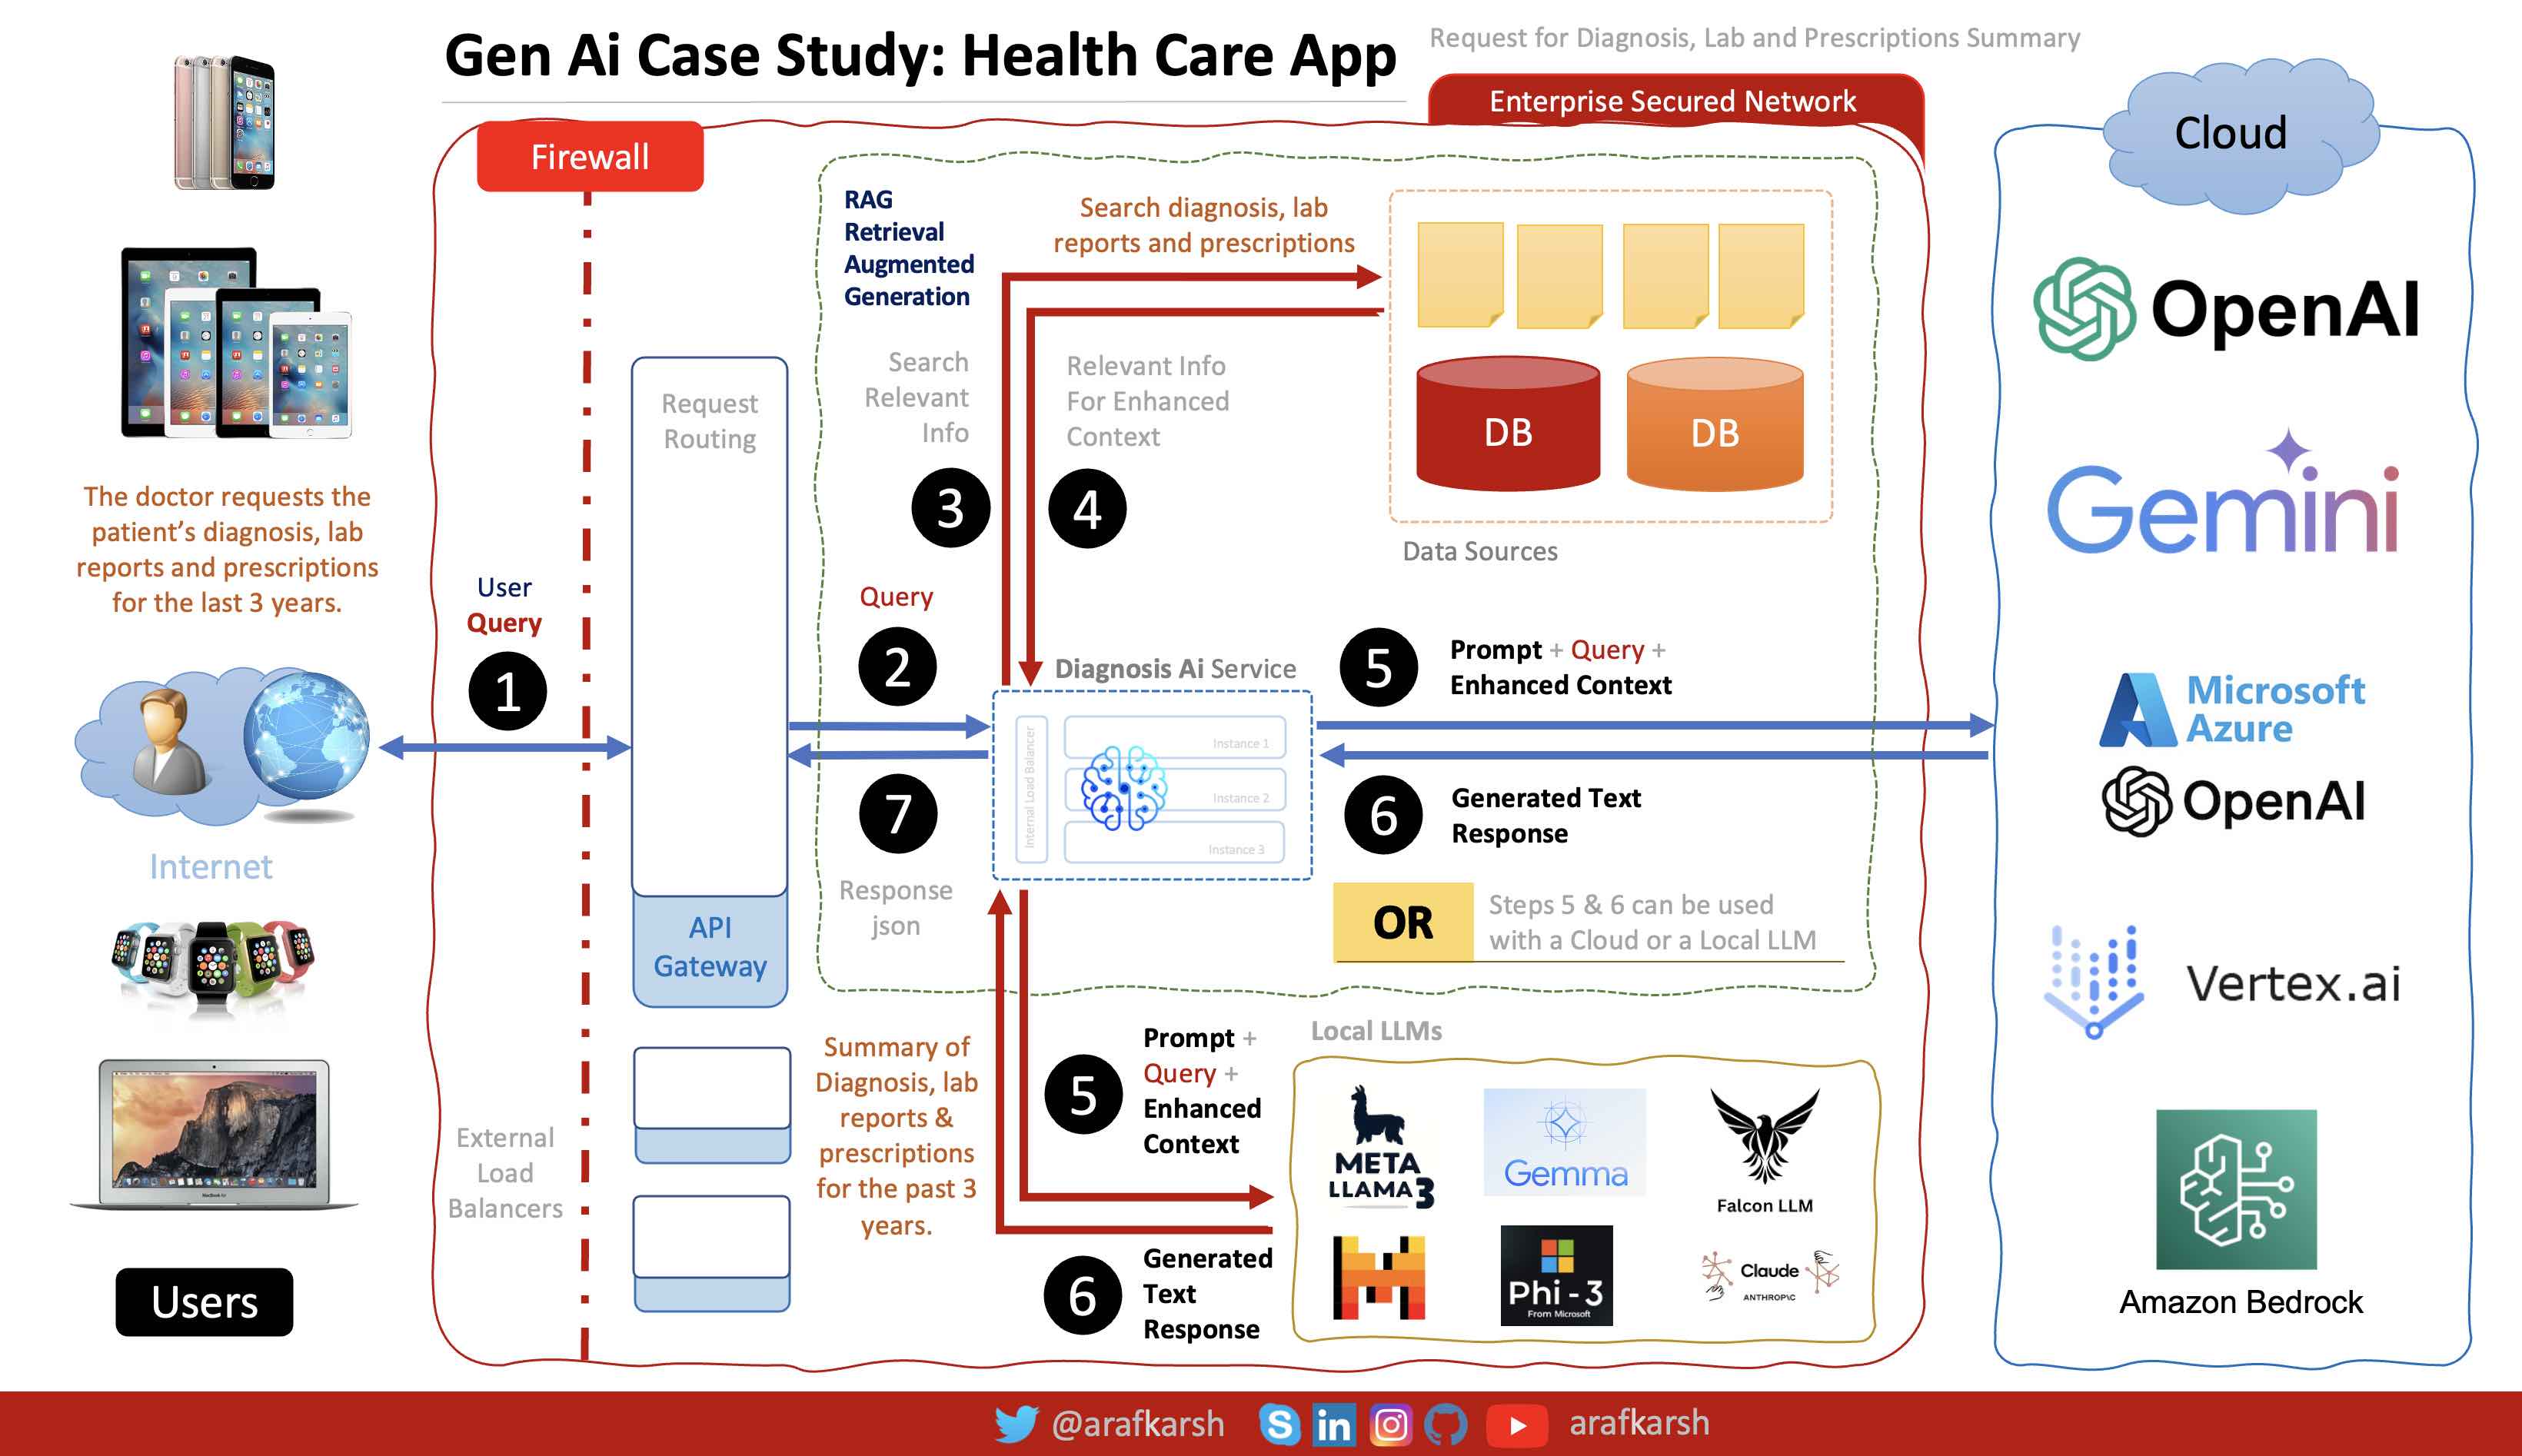 Gen Ai Case Study: Health Care App
Request for Diagnosis, Lab and Prescriptions Summary
Enterprise Secured Network
Firewall
Cloud
RAG
Retrieval
Augmented
Generation
Search diagnosis, lab
reports and prescriptions
Search
Relevant
Info
3
Relevant Info
For Enhanced
Context
4
DB
DB
Data Sources
Request
Routing
API
Gateway
The doctor requests the
patient’s diagnosis, lab
reports and prescriptions
for the last 3 years.
User
Query
1
Internet
Query
2
7
Response
json
Diagnosis Ai Service
Internal Load Balancer
Instance 1
Instance 2
Instance 3
5
Prompt + Query +
Enhanced Context
6
Generated Text
Response
OR
Steps 5 & 6 can be used
with a Cloud or a Local LLM
External
Load
Balancers
Summary of
Diagnosis, lab
reports &
prescriptions
for the past 3
years.
5
Prompt +
Query +
Enhanced
Context
6
Generated
Text
Response
Local LLMs
META
LLAMA 3
Gemma
Falcon LLM
Phi - 3
From Microsoft
Claude
ANTHROP\C
MacBook Air
Users
OpenAI
Gemini
Microsoft
Azure
OpenAI
Vertex.ai
Amazon Bedrock
@arafkarsh
arafkarsh